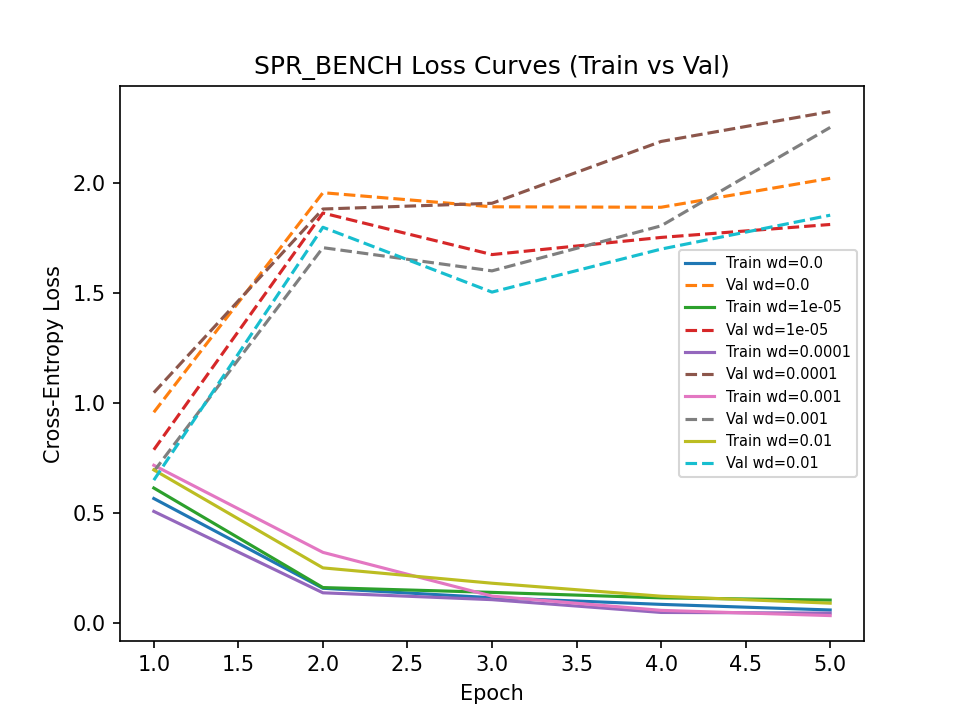 SPR_BENCH Loss Curves (Train vs Val)
Cross-Entropy Loss
2.0
1.5
1.0
0.5
0.0
Train wd=0.0
Val wd=0.0
Train wd=1e-05
Val wd=1e-05
Train wd=0.0001
Val wd=0.0001
Train wd=0.001
Val wd=0.001
Train wd=0.01
Val wd=0.01
1.0 1.5 2.0 2.5 3.0 3.5 4.0 4.5 5.0
Epoch